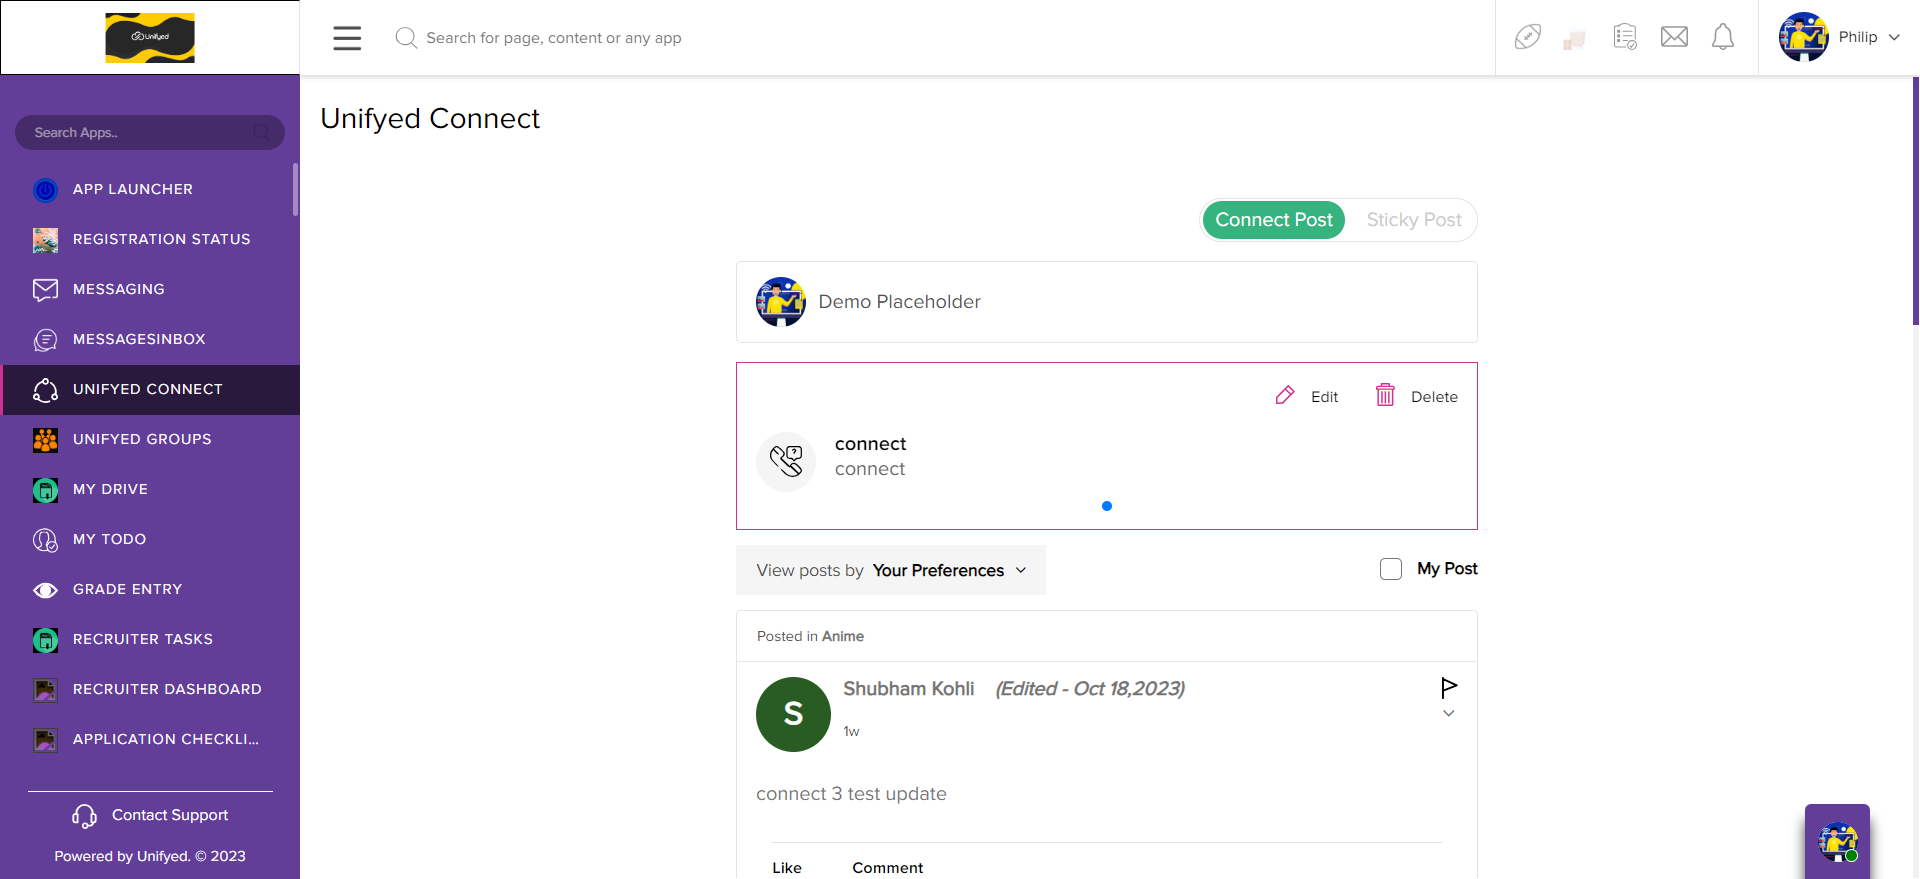 Unifyed
Search for page, content or any app
Philip
Search Apps..
APP LAUNCHER
REGISTRATION STATUS
MESSAGING
MESSAGESINBOX
UNIFYED CONNECT
UNIFYED GROUPS
MY DRIVE
MY TODO
GRADE ENTRY
RECRUITER TASKS
RECRUITER DASHBOARD
APPLICATION CHECKLI...
Contact Support
Powered by Unifyed. © 2023
Unifyed Connect
Connect Post
Sticky Post
Demo Placeholder
Edit
Delete
connect
connect
View posts by Your Preferences
My Post
Posted in Anime
S
Shubham Kohli (Edited - Oct 18,2023)
1w
connect 3 test update
Like
Comment